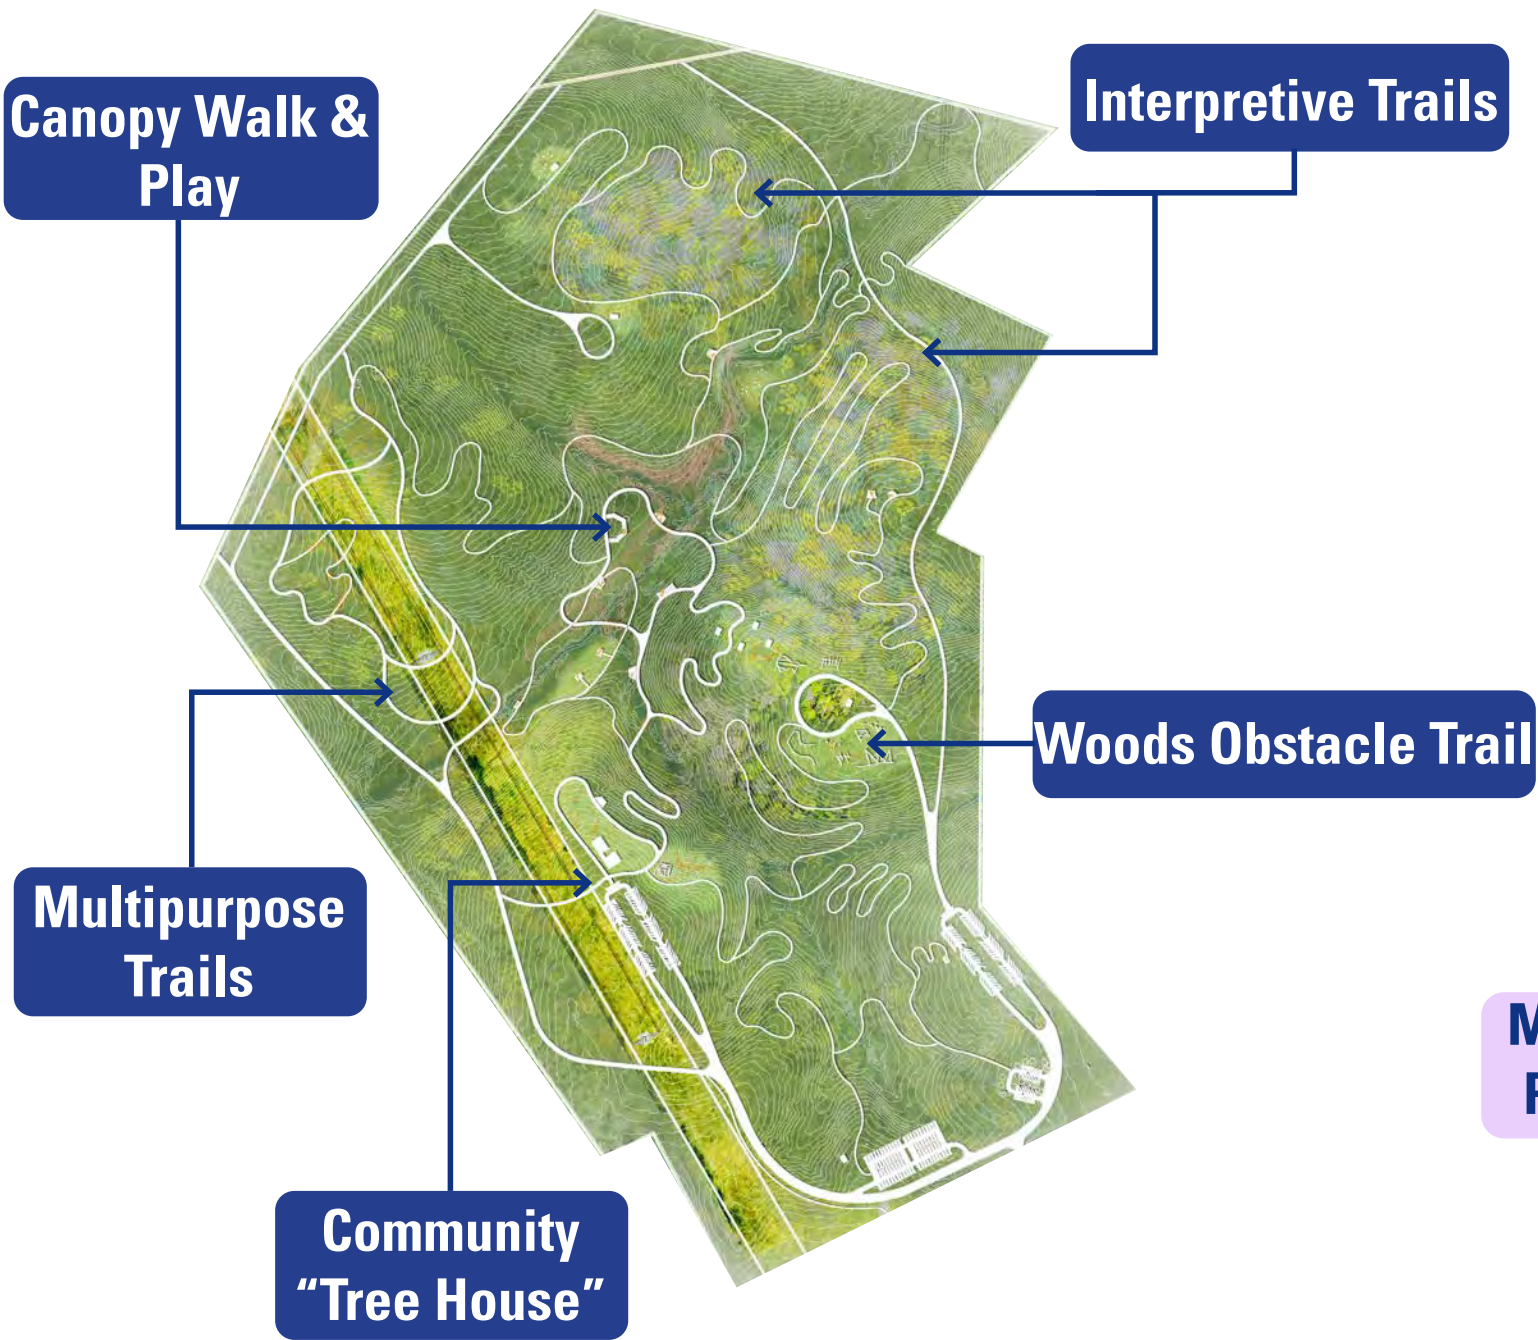 Canopy Walk &
Play
Interpretive Trails
Woods Obstacle Trail
Multipurpose
Trails
Community
“Tree House”